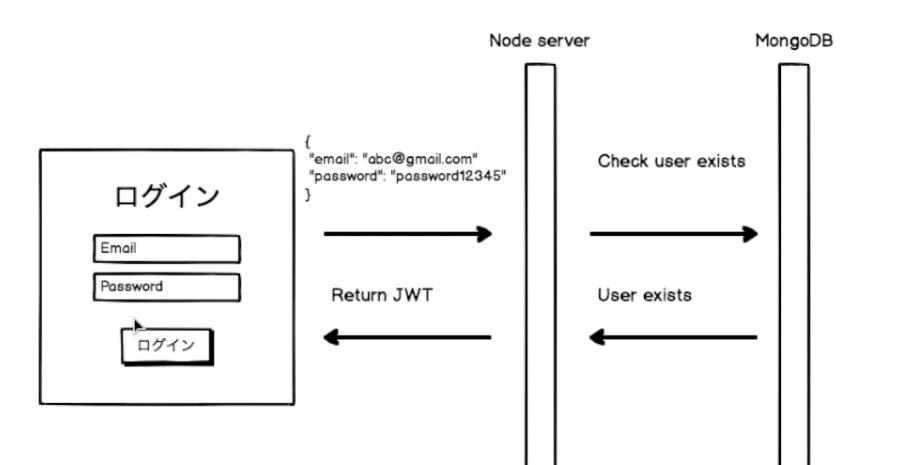 Node server
MongoDB
{
"email": "abc@gmail.com"
"password": "password12345"
}
Check user exists
ログイン
Email
Password
ログイン
Return JWT
User exists